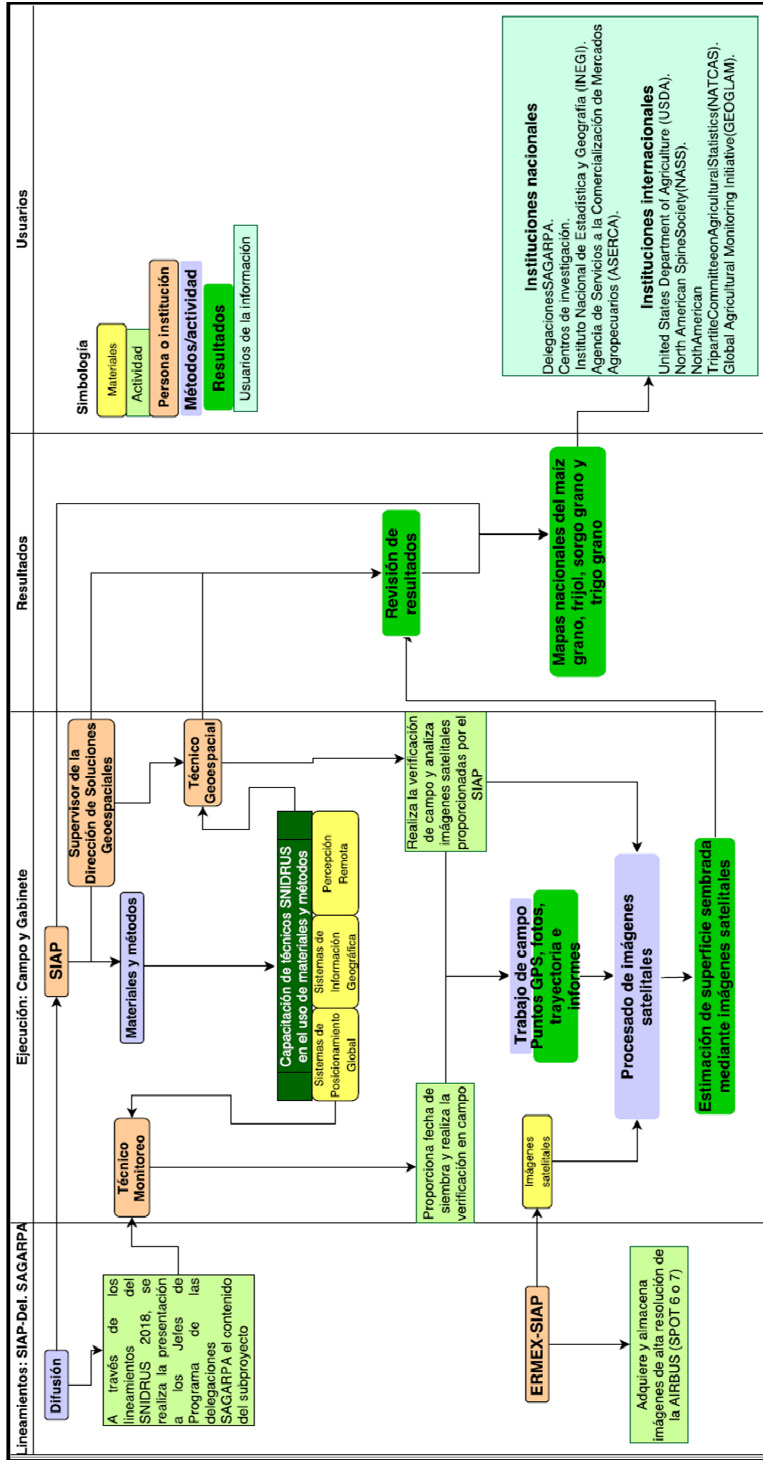 Lineamientos: SIAP-Del. SAGARPA
Difusión
A través de los
lineamientos del
SNIDRUS 2018, se
realiza la presentación
a los Jefes de
Programa de las
delegaciones
SAGARPA el contenido
del subproyecto
ERMEX-SIAP
Adquiere y almacena
imágenes de alta resolución de
la AIRBUS (SPOT 6 o 7)
Ejecución: Campo y Gabinete
SIAP
Supervisor de la
Dirección de Soluciones
Geoespaciales
Materiales y métodos
Técnico
Monitoreo
Técnico
Geoespacial
Capacitación de técnicos SNIDRUS
en el uso de materiales y métodos
Sistemas de
Posicionamiento
Global
Sistemas de
Información
Geográfica
Percepción
Remota
Proporciona fecha de
siembra y realiza la
verificación en campo
Realiza la verificación
de campo y analiza
imágenes satelitales
proporcionadas por el
SIAP
Trabajo de campo
Puntos GPS, fotos,
trayectoria e
informes
Imágenes
satelitales
Procesado de imágenes
satelitales
Estimación de superficie sembrada
mediante imágenes satelitales
Resultados
Revisión de
resultados
Mapas nacionales del maíz
grano, frijol, sorgo grano y
trigo grano
Usuarios
Simbología
Materiales
Actividad
Persona o institución
Métodos/actividad
Resultados
Usuarios de la información
Instituciones nacionales
DelegacionesSAGARPA.
Centros de investigación.
Instituto Nacional de Estadística y Geografía (INEGI).
Agencia de Servicios a la Comercialización de Mercados
Agropecuarios (ASERCA).
Instituciones internacionales
United States Department of Agriculture (USDA).
North American SpineSociety(NASS).
NothAmerican
TripartiteCommitteeonAgriculturalStatistics(NATCAS).
Global Agricultural Monitoring Initiative(GEOGLAM).